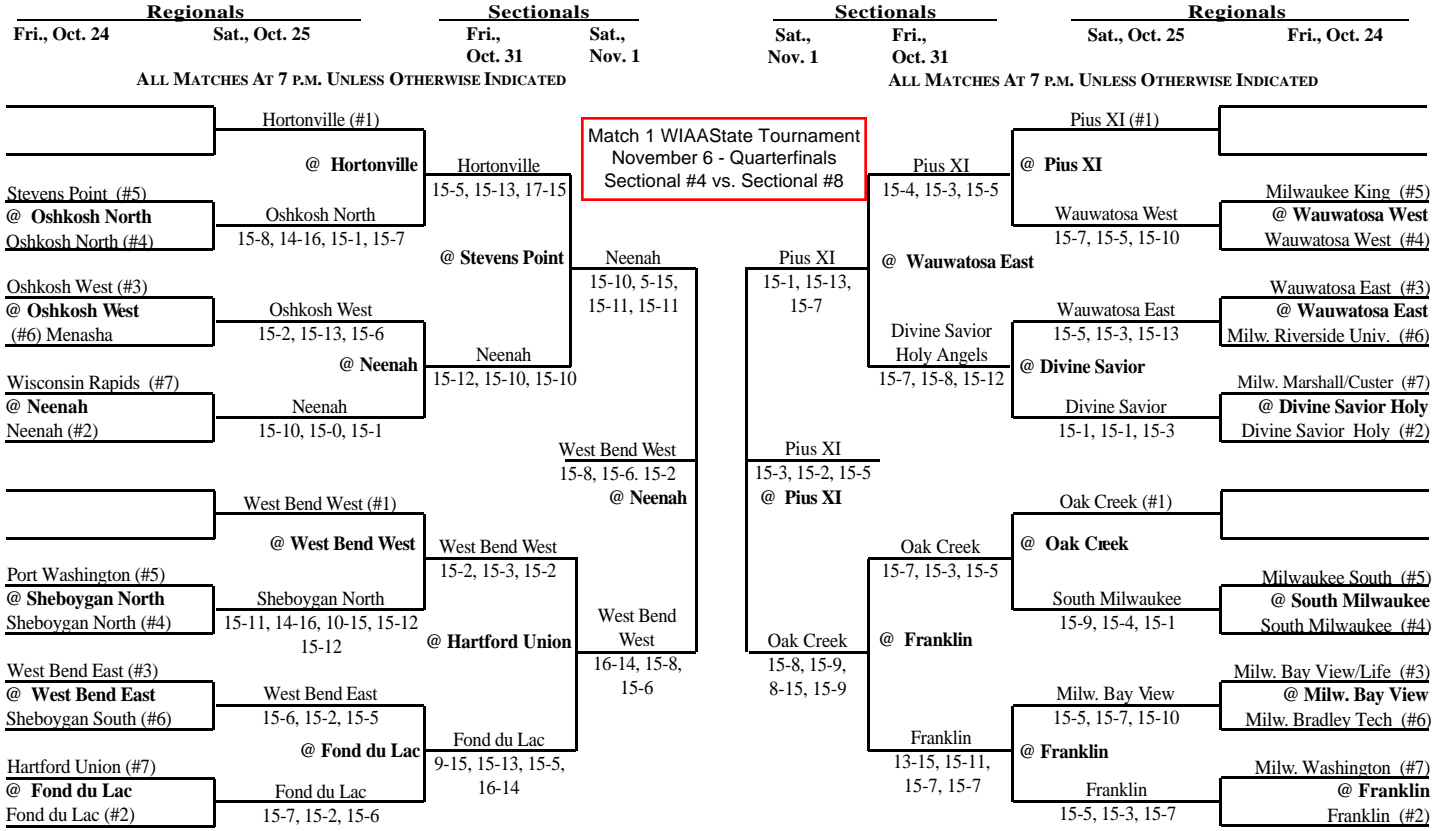 Regionals
Sectionals
Sectionals
Regionals
Fri., Oct. 24
Sat., Oct. 25
Fri.,
Oct. 31
Sat.,
Nov. 1
Sat.,
Nov. 1
Fri.,
Oct. 31
Sat., Oct. 25
Fri., Oct. 24
ALL MATCHES AT 7 P.M. UNLESS OTHERWISE INDICATED
ALL MATCHES AT 7 P.M. UNLESS OTHERWISE INDICATED
Match 1 WIAAState Tournament
November 6 - Quarterfinals
Sectional #4 vs. Sectional #8
Stevens Point (#5)
@ Oshkosh North
Oshkosh North (#4)
Oshkosh West (#3)
@ Oshkosh West
(#6) Menasha
Wisconsin Rapids (#7)
@ Neenah
Neenah (#2)
Port Washington (#5)
@ Sheboygan North
Sheboygan North (#4)
West Bend East (#3)
@ West Bend East
Sheboygan South (#6)
Hartford Union (#7)
@ Fond du Lac
Fond du Lac (#2)
Hortonville (#1)
@ Hortonville
Oshkosh North
15-8, 14-16, 15-1, 15-7
Oshkosh West
15-2, 15-13, 15-6
@ Neenah
Neenah
15-10, 15-0, 15-1
West Bend West (#1)
@ West Bend West
Sheboygan North
15-11, 14-16, 10-15, 15-12
15-12
West Bend East
15-6, 15-2, 15-5
@ Fond du Lac
Fond du Lac
15-7, 15-2, 15-6
Hortonville
15-5, 15-13, 17-15
@ Stevens Point
Neenah
15-12, 15-10, 15-10
West Bend West
15-2, 15-3, 15-2
@ Hartford Union
Fond du Lac
9-15, 15-13, 15-5,
16-14
Neenah
15-10, 5-15,
15-11, 15-11
West Bend West
15-8, 15-6. 15-2
@ Neenah
West Bend
West
16-14, 15-8,
15-6
Pius XI
15-1, 15-13,
15-7
Pius XI
15-3, 15-2, 15-5
@ Pius XI
Oak Creek
15-8, 15-9,
8-15, 15-9
Pius XI
15-4, 15-3, 15-5
@ Wauwatosa East
Divine Savior
Holy Angels
15-7, 15-8, 15-12
Oak Creek
15-7, 15-3, 15-5
@ Franklin
Franklin
13-15, 15-11,
15-7, 15-7
Pius XI (#1)
@ Pius XI
Wauwatosa West
15-7, 15-5, 15-10
Wauwatosa East
15-5, 15-3, 15-13
@ Divine Savior
Divine Savior
15-1, 15-1, 15-3
Oak Creek (#1)
@ Oak Creek
South Milwaukee
15-9, 15-4, 15-1
Milw. Bay View
15-5, 15-7, 15-10
@ Franklin
Franklin
15-5, 15-3, 15-7
Milwaukee King (#5)
@ Wauwatosa West
Wauwatosa West (#4)
Wauwatosa East (#3)
@ Wauwatosa East
Milw. Riverside Univ. (#6)
Milw. Marshall/Custer (#7)
@ Divine Savior Holy
Divine Savior Holy (#2)
Milwaukee South (#5)
@ South Milwaukee
South Milwaukee (#4)
Milw. Bay View/Life (#3)
@ Milw. Bay View
Milw. Bradley Tech (#6)
Milw. Washington (#7)
@ Franklin
Franklin (#2)